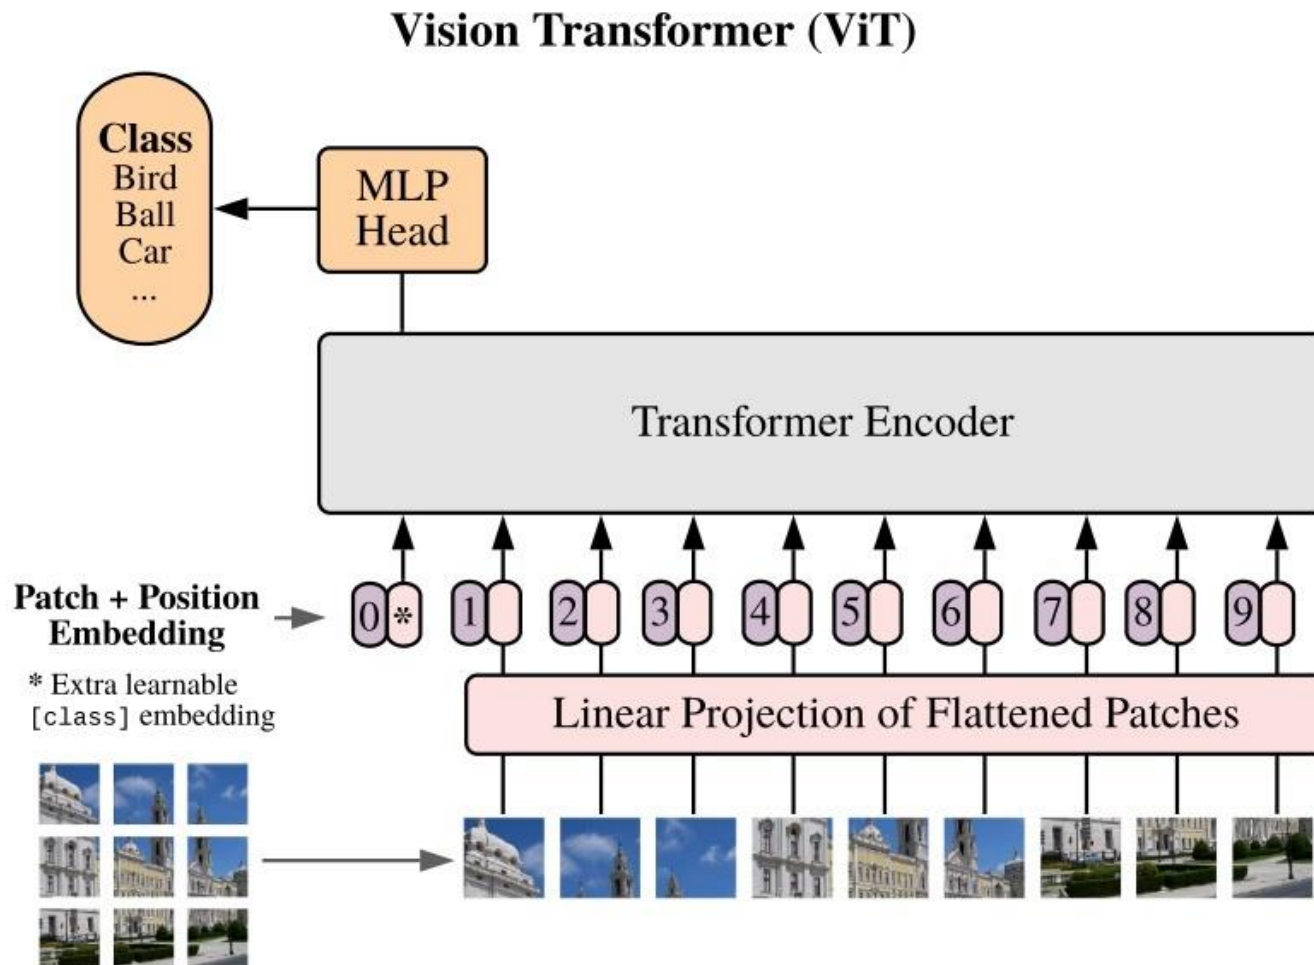 Vision Transformer (ViT)
Class
Bird
Ball
Car
...
MLP
Head
Transformer Encoder
Patch + Position
Embedding
0 * 1 2 3 4 5 6 7 8 9
* Extra learnable
[class] embedding
Linear Projection of Flattened Patches